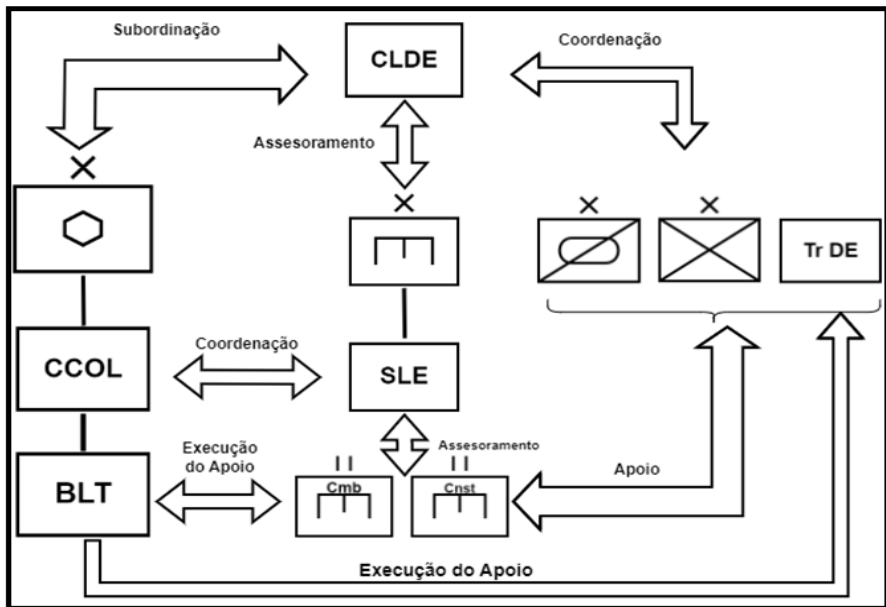 Subordinação
CLDE
Coordenação
Assesoramento
Tr DE
CCOL
Coordenação
SLE
Execução
do Apoio
Assesoramento
BLT
Cmb
Cnst
Apoio
Execução do Apoio